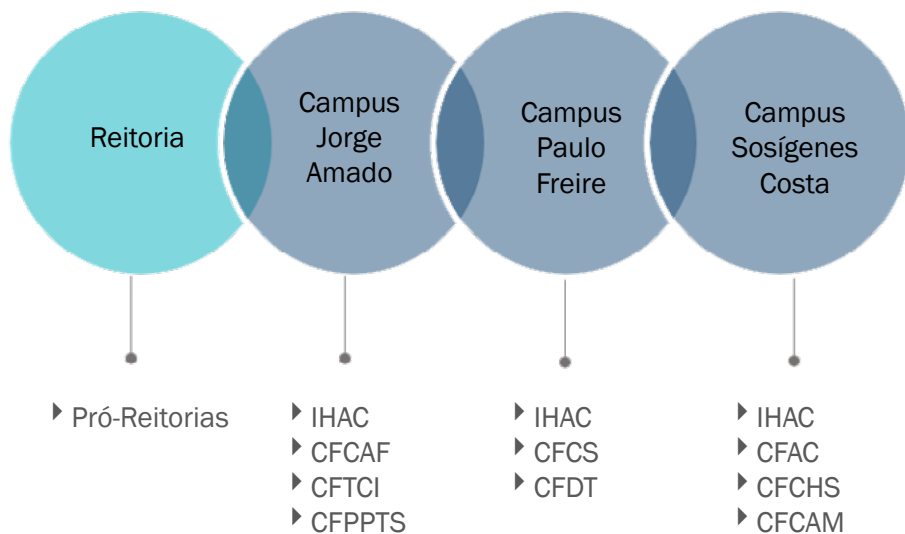 Reitoria
Campus
Jorge
Amado
Campus
Paulo
Freire
Campus
Sosígenes
Costa
Pró-Reitorias
IHAC
CFCAF
CFTCI
CFPPTS
IHAC
CFCS
CFDT
IHAC
CFAC
CFCHS
CFCAM